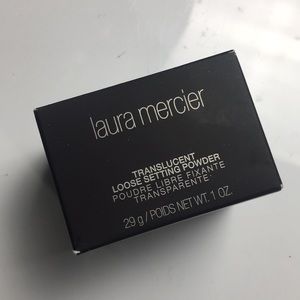 laura mercier
TRANSLUCENT
LOOSE SETTING POWDER
POUDRE LIBRE FIXANTE
TRANSPARENTE
29 g / POIDS NET WT. 1 OZ.